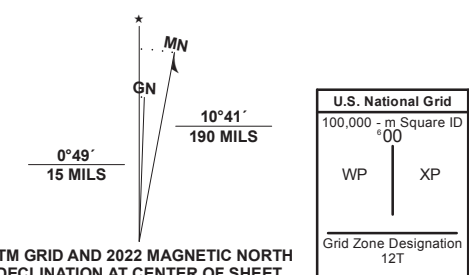 ★
MN
GN
0°49´
15 MILS
10°41´
190 MILS
TM GRID AND 2022 MAGNETIC NORTH
DECLINATION AT CENTER OF SHEET
U.S. National Grid
100,000 - m Square ID
⁶00
WP XP
Grid Zone Designation
12T